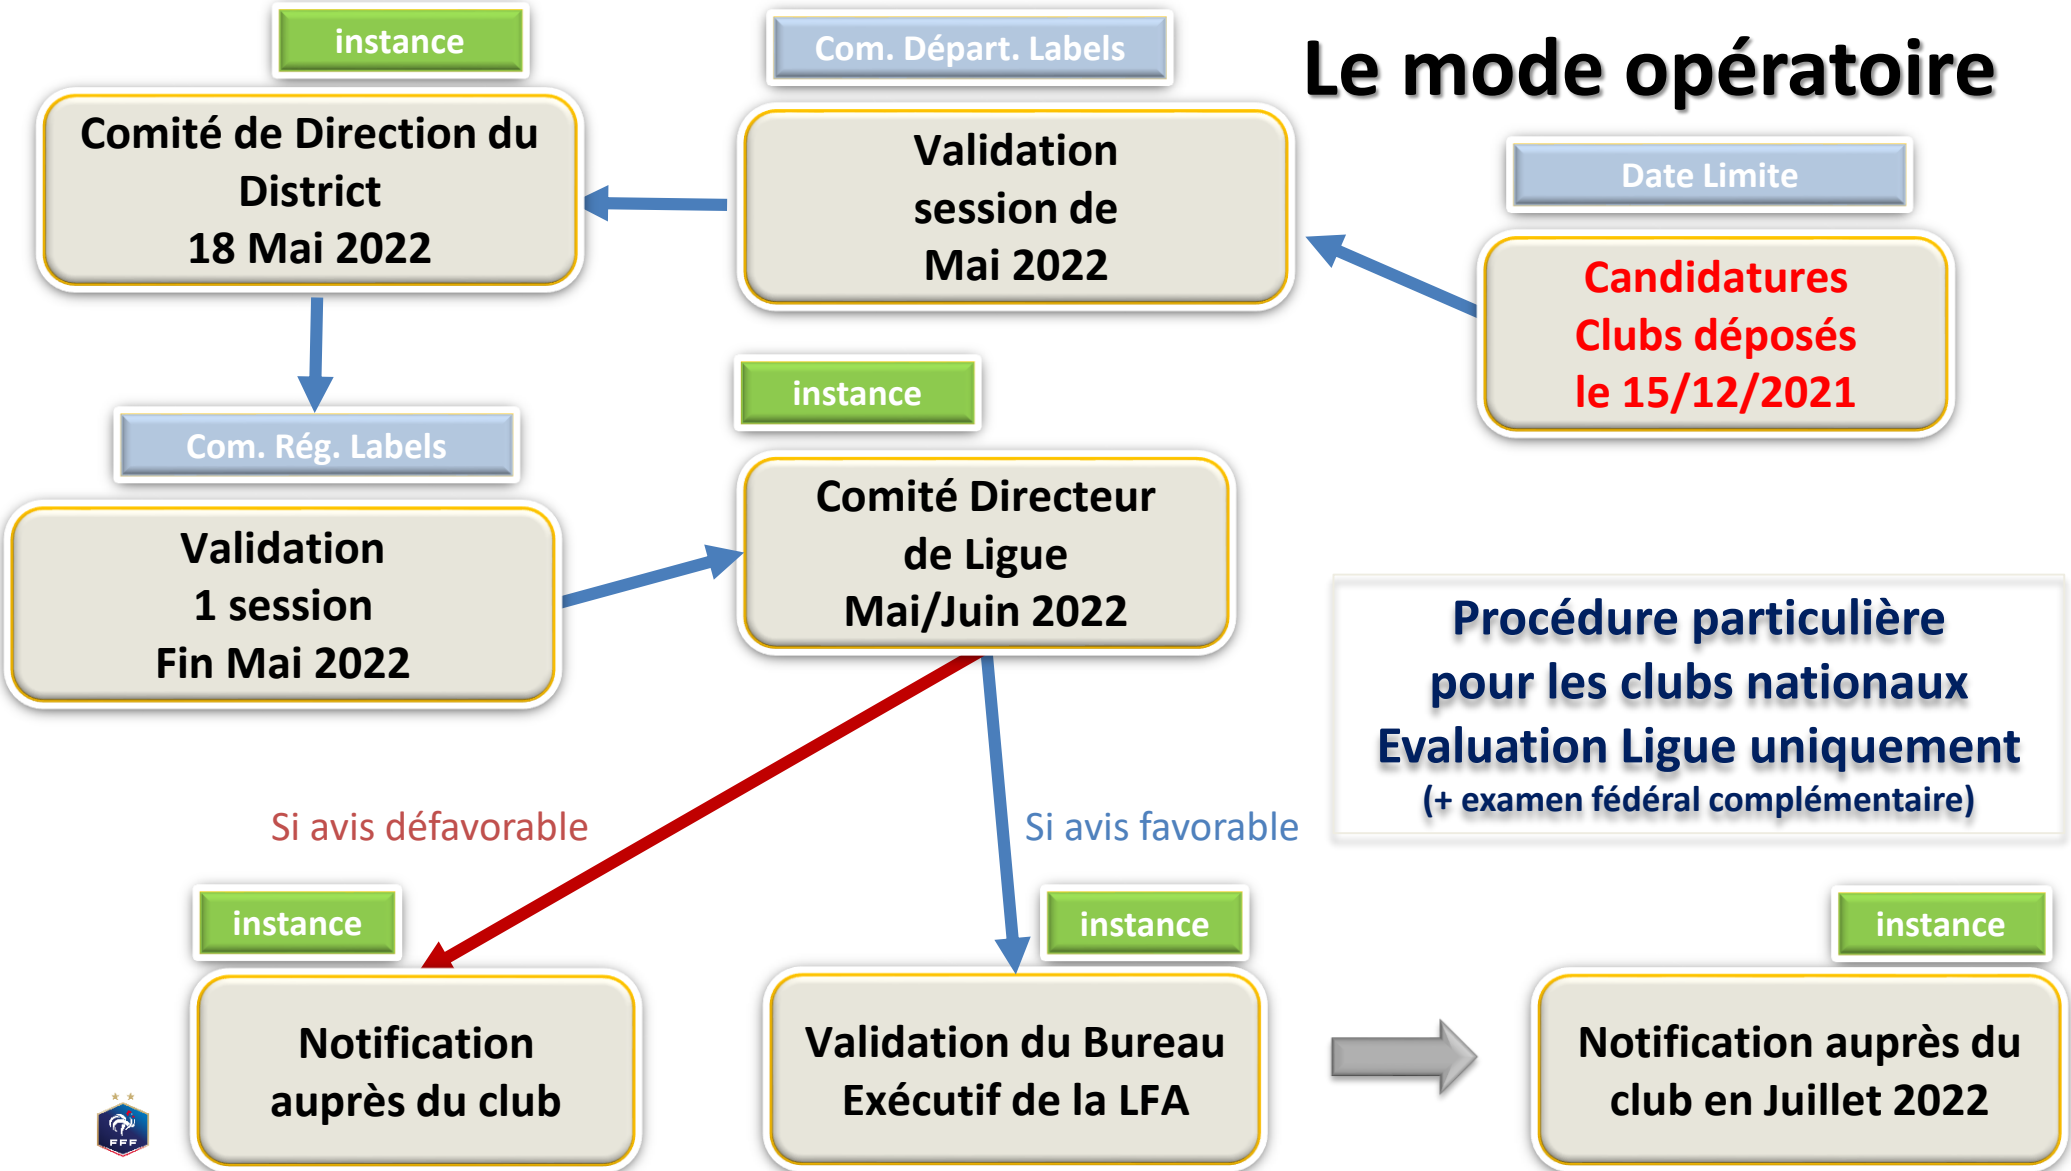 Le mode opératoire
Date Limite
Candidatures
Clubs déposés
le 15/12/2021
Com. Départ. Labels
Validation
session de
Mai 2022
instance
Comité de Direction du
District
18 Mai 2022
Com. Rég. Labels
Validation
1 session
Fin Mai 2022
instance
Comité Directeur
de Ligue
Mai/Juin 2022
Procédure particulière
pour les clubs nationaux
Evaluation Ligue uniquement
(+ examen fédéral complémentaire)
Si avis défavorable
Si avis favorable
instance
Notification
auprès du club
instance
Validation du Bureau
Exécutif de la LFA
instance
Notification auprès du
club en Juillet 2022
FFF